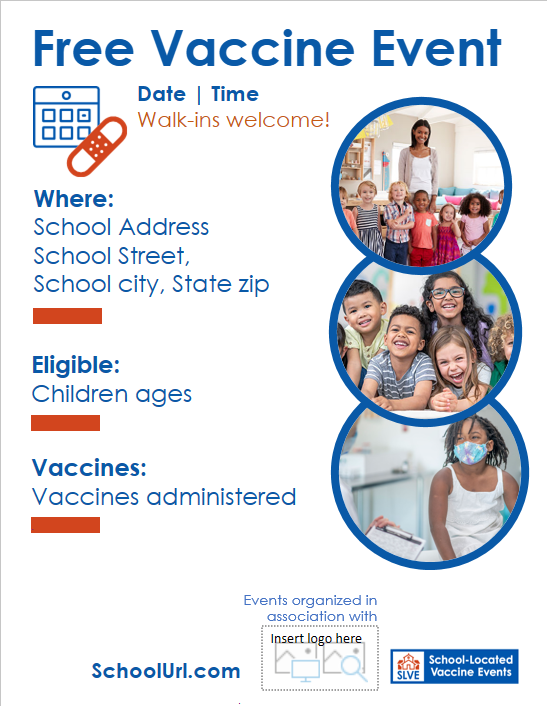 Free Vaccine Event
Date | Time
Walk-ins welcome!
Where:
School Address
School Street,
School city, State zip
Eligible:
Children ages
Vaccines:
Vaccines administered
Events organized in
association with
Insert logo here
SchoolUrl.com
SLVE
School-Located
Vaccine Events